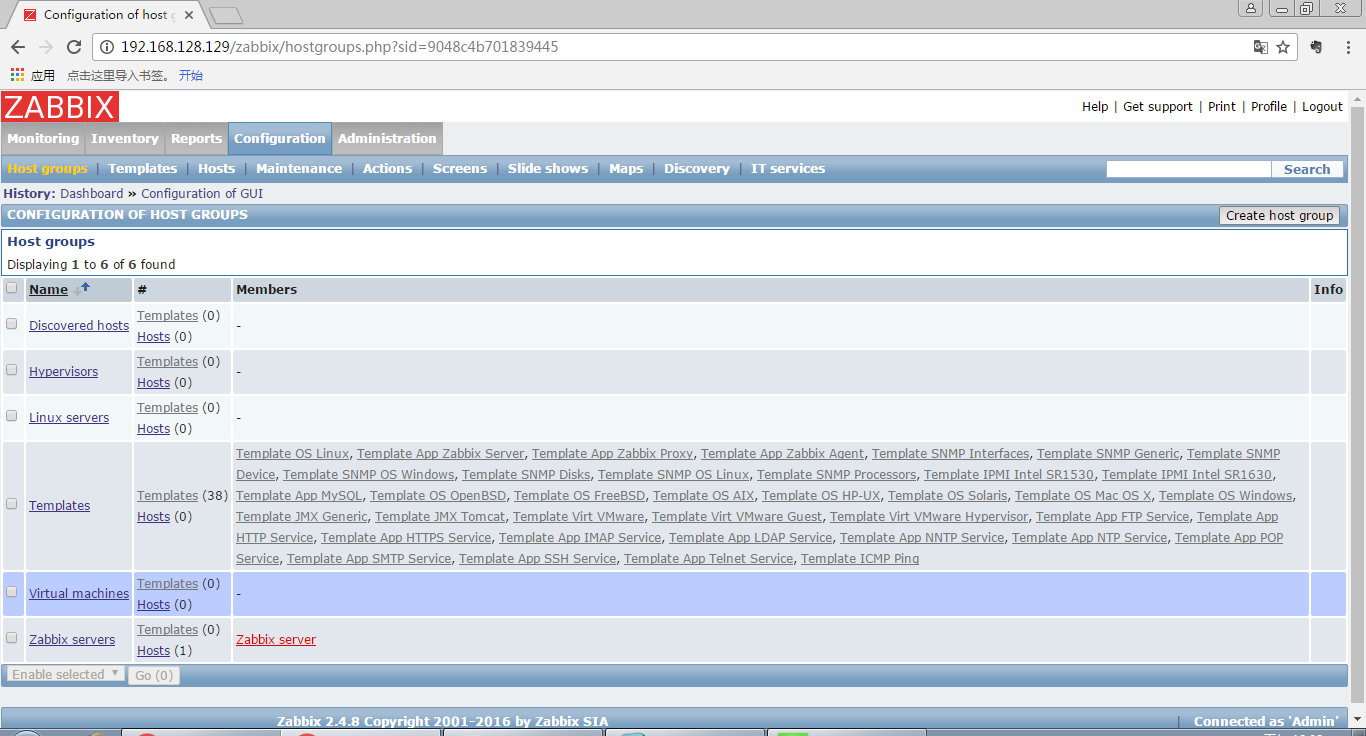 Configuration of host g
192.168.128.129/zabbix/hostgroups.php?sid=9048c4b701839445
应用 点击这里导入书签。 开始
ZABBIX
Help | Get support | Print | Profile | Logout
Monitoring Inventory Reports Configuration Administration
Host groups | Templates | Hosts | Maintenance | Actions | Screens | Slide shows | Maps | Discovery | IT services Search
History: Dashboard » Configuration of GUI
CONFIGURATION OF HOST GROUPS Create host group
Host groups
Displaying 1 to 6 of 6 found
Name # Members Info
Discovered hosts Templates (0) -
Hosts (0)
Hypervisors Templates (0) -
Hosts (0)
Linux servers Templates (0) -
Hosts (0)
Templates Templates (38)
Hosts (0)
Template OS Linux, Template App Zabbix Server, Template App Zabbix Proxy, Template App Zabbix Agent, Template SNMP Interfaces, Template SNMP Generic, Template SNMP
Device, Template SNMP OS Windows, Template SNMP Disks, Template SNMP OS Linux, Template SNMP Processors, Template IPMI Intel SR1530, Template IPMI Intel SR1630,
Template App MySQL, Template OS OpenBSD, Template OS FreeBSD, Template OS AIX, Template OS HP-UX, Template OS Solaris, Template OS Mac OS X, Template OS Windows,
Template JMX Generic, Template JMX Tomcat, Template Virt VMware, Template Virt VMware Guest, Template Virt VMware Hypervisor, Template App FTP Service, Template App
HTTP Service, Template App HTTPS Service, Template App IMAP Service, Template App LDAP Service, Template App NNTP Service, Template App NTP Service, Template App POP
Service, Template App SMTP Service, Template App SSH Service, Template App Telnet Service, Template ICMP Ping
Virtual machines Templates (0) -
Hosts (0)
Zabbix servers Templates (0) Zabbix server
Hosts (1)
Enable selected Go (0)
Zabbix 2.4.8 Copyright 2001-2016 by Zabbix SIA | Connected as 'Admin'